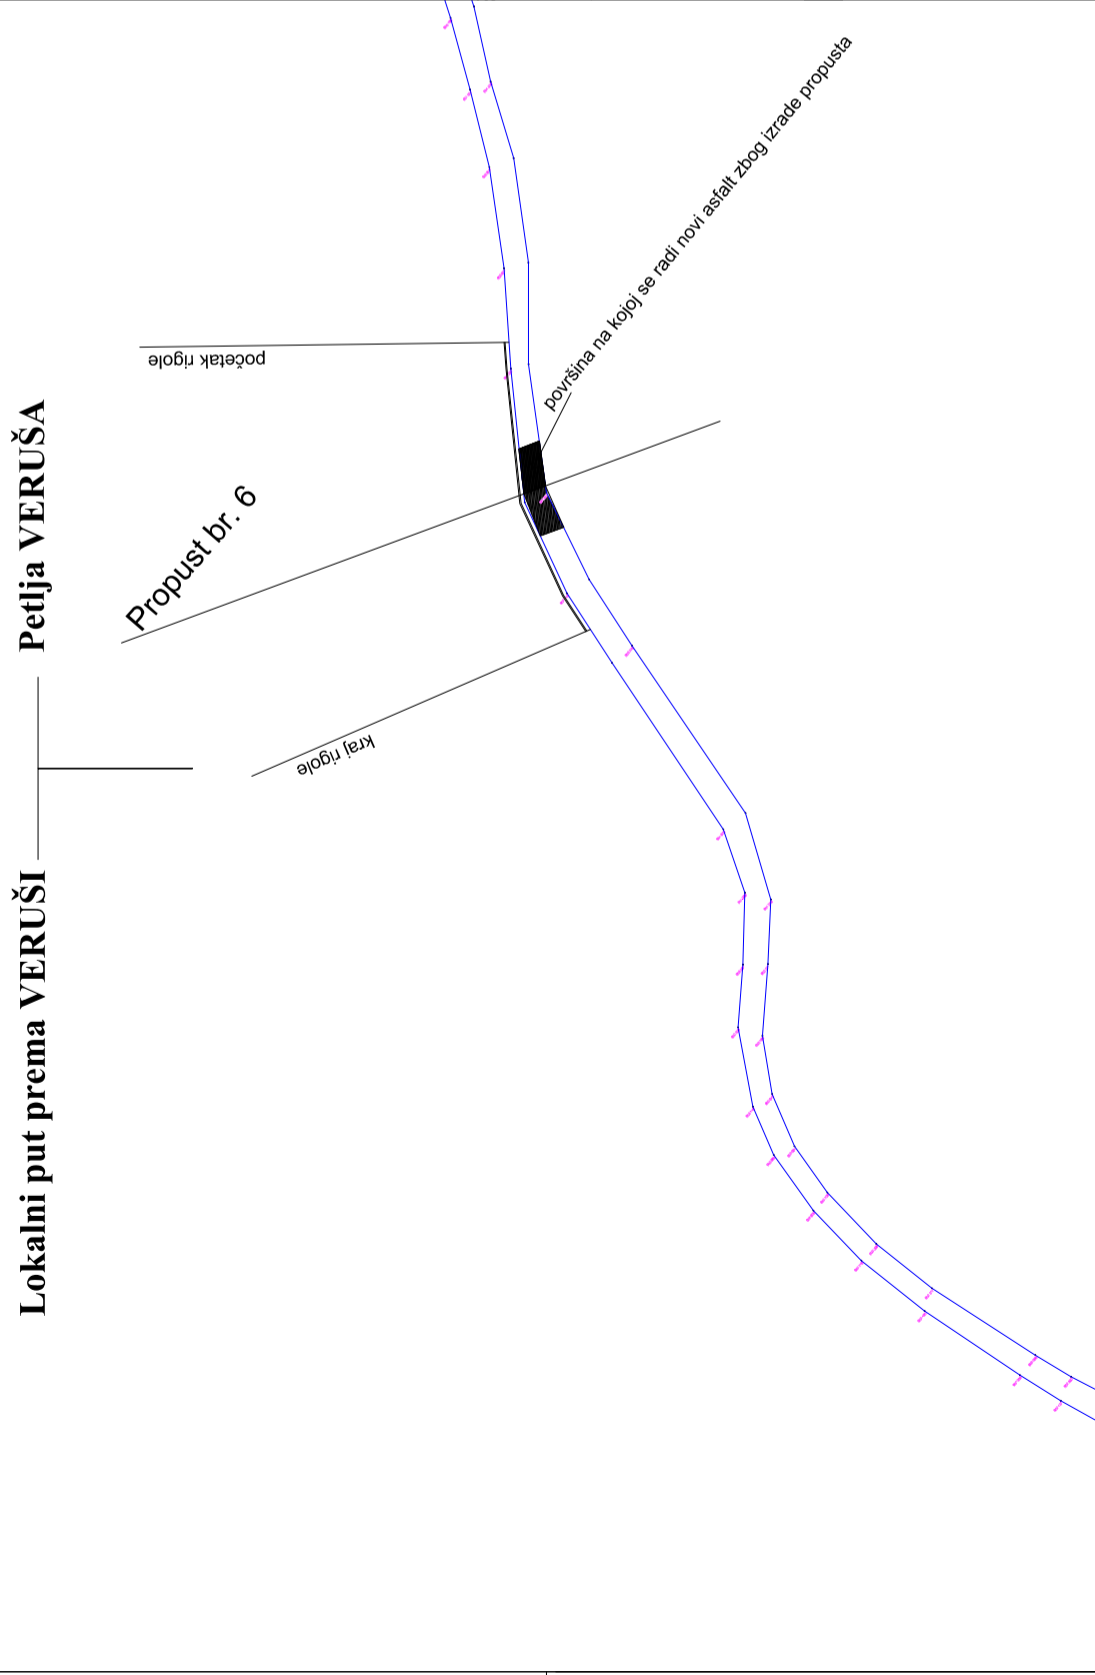 Lokalni put prema VERUŠI
Petlja VERUŠA
Propust br. 6
početak rigole
kraj rigole
površina na kojoj se radi novi asfalt zbog izrade propusta